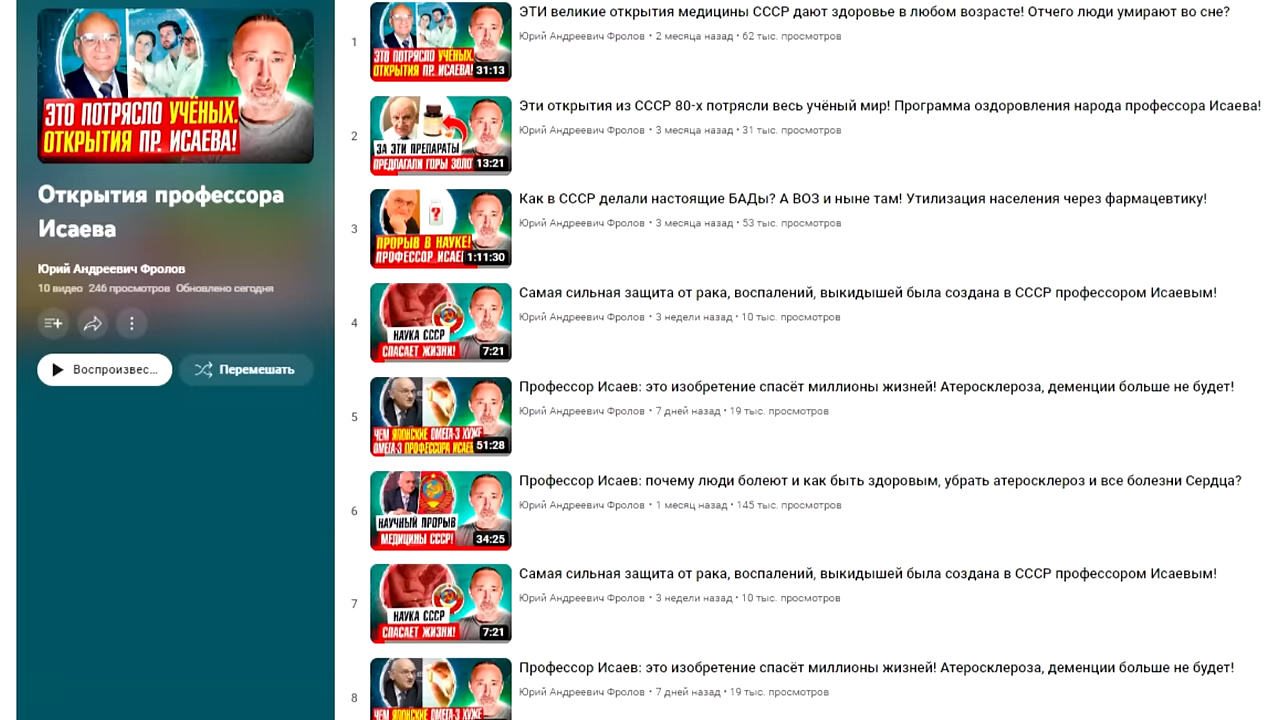 ЭТО ПОТРЯСЛО УЧЁНЫХ.
ОТКРЫТИЯ ПР. ИСАЕВА!
Открытия профессора
Исаева
Юрий Андреевич Фролов
10 видео 246 просмотров Обновлено сегодня
Воспроизвес...
Перемешать
1
ЭТО ПОТРЯСЛО УЧЁНЫХ.
ОТКРЫТИЯ ПР. ИСАЕВА!
31:13
ЭТИ великие открытия медицины СССР дают здоровье в любом возрасте! Отчего люди умирают во сне?
Юрий Андреевич Фролов • 2 месяца назад • 62 тыс. просмотров
2
ЗА ЭТИ ПРЕПАРАТЫ
ПРЕДЛАГАЛИ ГОРЫ ЗОЛО
13:21
Эти открытия из СССР 80-х потрясли весь учёный мир! Программа оздоровления народа профессора Исаева!
Юрий Андреевич Фролов • 3 месяца назад • 31 тыс. просмотров
3
?
ПРОРЫВ В НАУКЕ!
ПРОФЕССОР ИСАЕ
1:11:30
Как в СССР делали настоящие БАДы? А ВОЗ и ныне там! Утилизация населения через фармацевтику!
Юрий Андреевич Фролов • 3 месяца назад • 53 тыс. просмотров
4
НАУКА СССР
СПАСАЕТ ЖИЗНИ!
7:21
Самая сильная защита от рака, воспалений, выкидышей была создана в СССР профессором Исаевым!
Юрий Андреевич Фролов • 3 недели назад • 10 тыс. просмотров
5
ЧЕМ ЯПОНСКИЕ ОМЕГА-3 ХУЖЕ
ОМЕГА-3 ПРОФЕССОРА ИСАЕВ
51:28
Профессор Исаев: это изобретение спасёт миллионы жизней! Атеросклероза, деменции больше не будет!
Юрий Андреевич Фролов • 7 дней назад • 19 тыс. просмотров
6
НАУЧНЫЙ ПРОРЫВ
МЕДИЦИНЫ СССР!
34:25
Профессор Исаев: почему люди болеют и как быть здоровым, убрать атеросклероз и все болезни Сердца?
Юрий Андреевич Фролов • 1 месяц назад • 145 тыс. просмотров
7
НАУКА СССР
СПАСАЕТ ЖИЗНИ!
7:21
Самая сильная защита от рака, воспалений, выкидышей была создана в СССР профессором Исаевым!
Юрий Андреевич Фролов • 3 недели назад • 10 тыс. просмотров
8
ЧЕМ ЯПОНСКИЕ ОМЕГА-3 ХУЖЕ
Профессор Исаев: это изобретение спасёт миллионы жизней! Атеросклероза, деменции больше не будет!
Юрий Андреевич Фролов • 7 дней назад • 19 тыс. просмотров